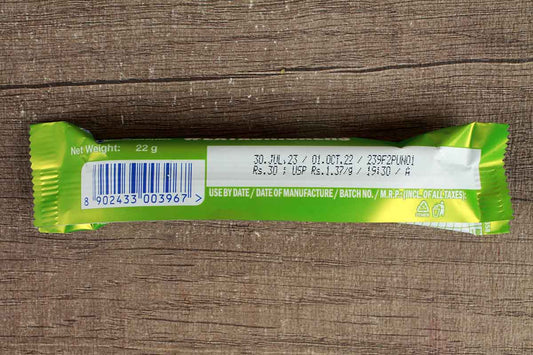 Net Weight: 22 g
30.JUL.23 / 01.OCT.22 / 239F2PUN01
Rs.30 ; USP Rs.1.37/g / 19:30 / A
8 902433 003967 >
USE BY DATE / DATE OF MANUFACTURE / BATCH NO. / M.R.P. (INCL. OF ALL TAXES):